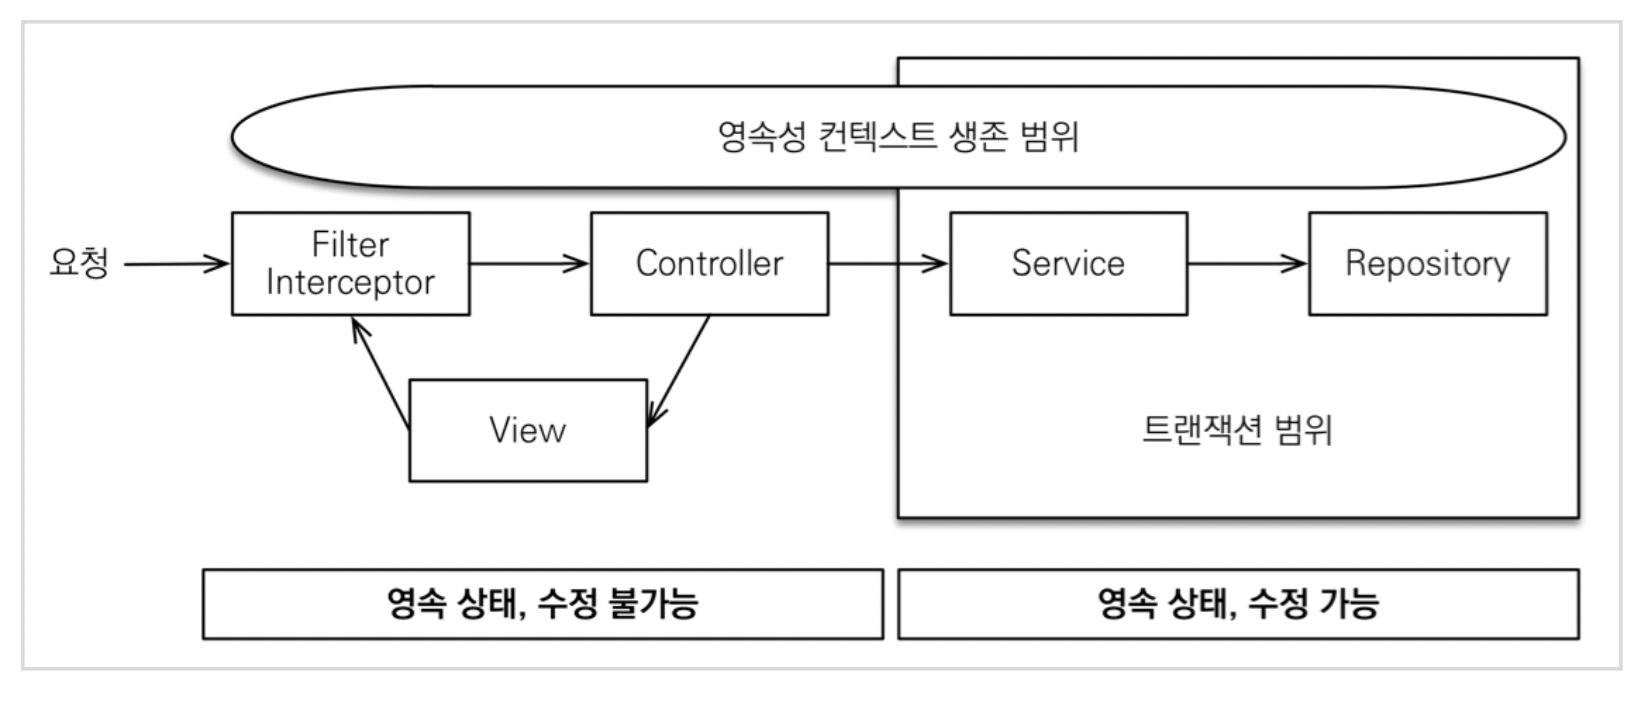 영속성 컨텍스트 생존 범위
요청
Filter
Interceptor
Controller
Service
Repository
View
트랜잭션 범위
영속 상태, 수정 불가능
영속 상태, 수정 가능